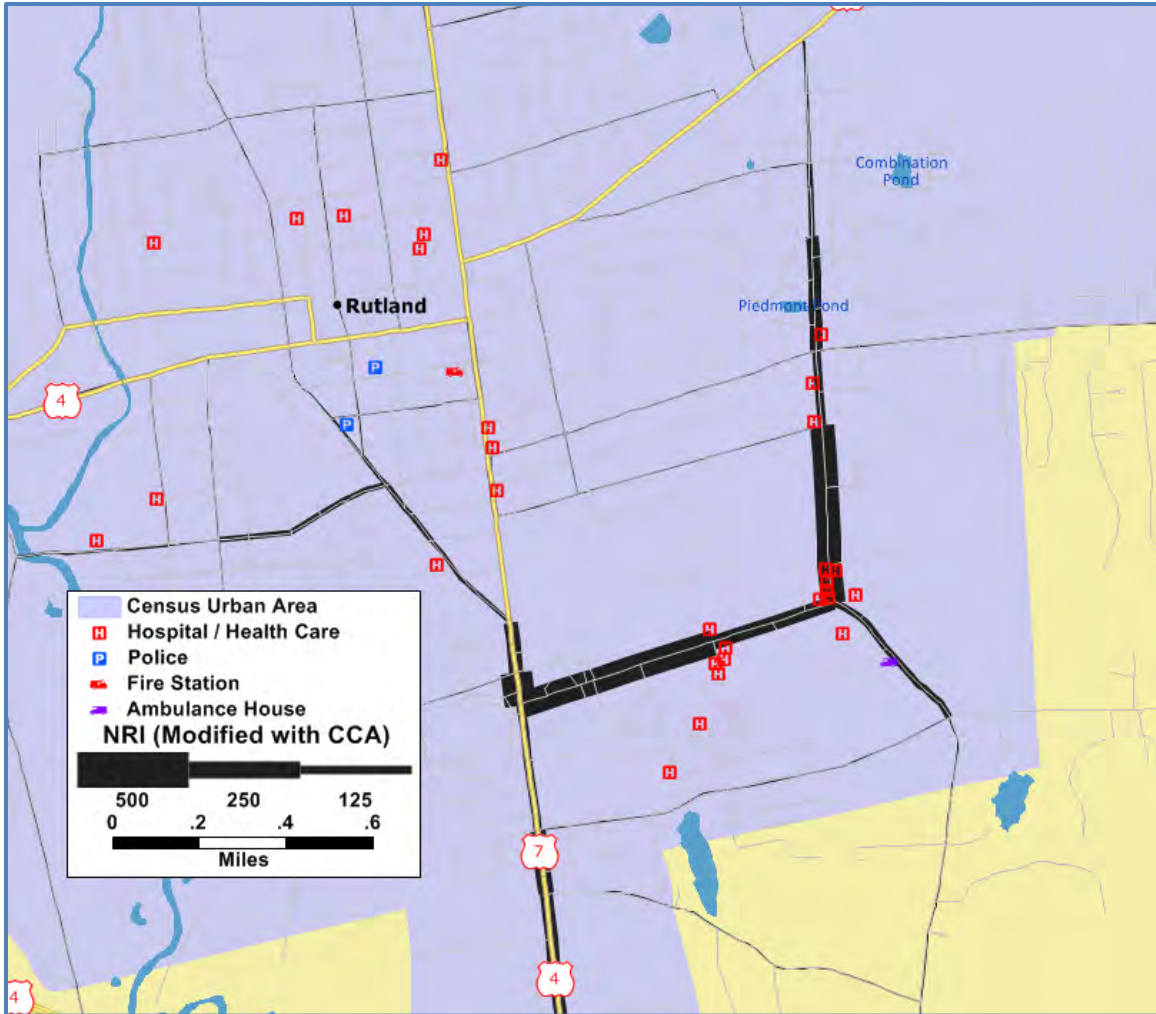 Combination
Pond
Rutland
Piedmont Pond
P
4
P
Census Urban Area
H Hospital / Health Care
P Police
Fire Station
Ambulance House
NRI (Modified with CCA)
500 250 125
0 .2 .4 .6
Miles
7
4
4